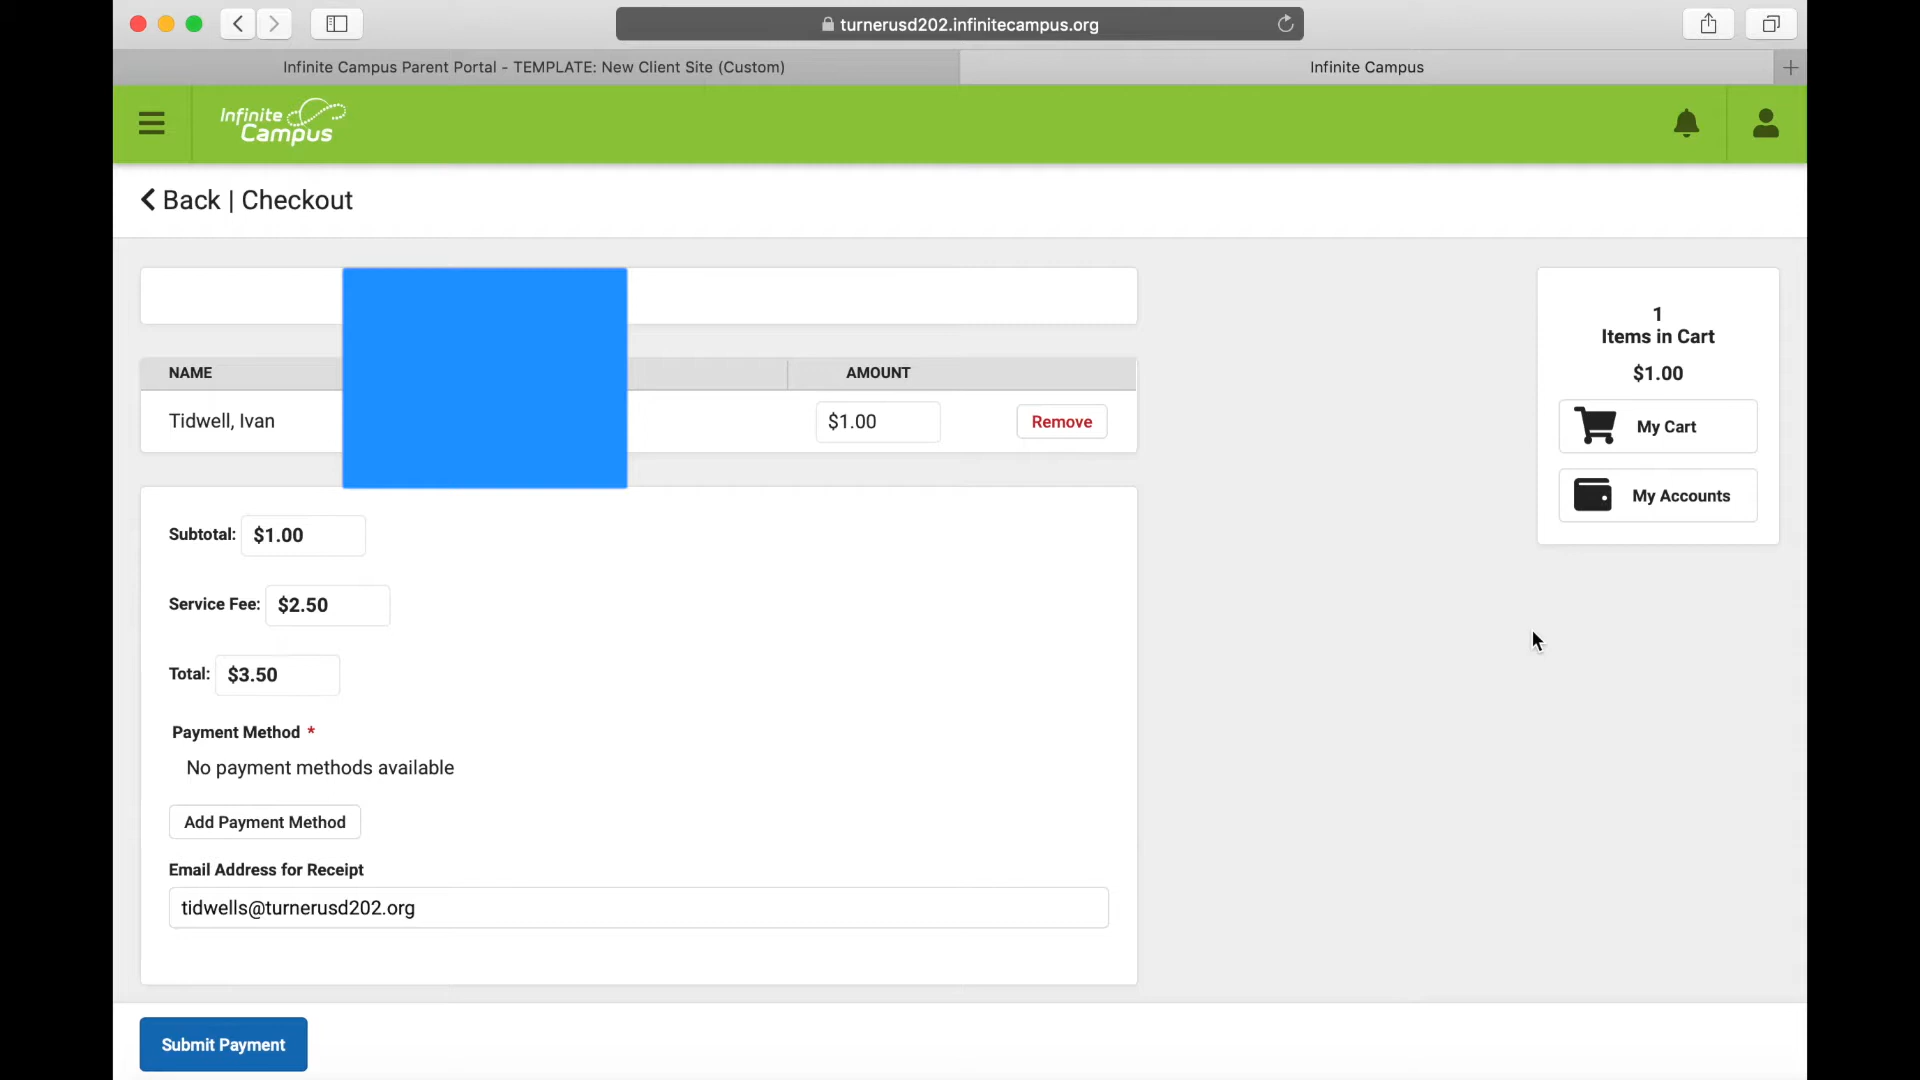 turnerusd202.infinitecampus.org
Infinite Campus Parent Portal - TEMPLATE: New Client Site (Custom)
Infinite Campus
Infinite
Campus
Back | Checkout
NAME
AMOUNT
Tidwell, Ivan
$1.00
Remove
1
Items in Cart
$1.00
My Cart
My Accounts
Subtotal: $1.00
Service Fee: $2.50
Total: $3.50
Payment Method *
No payment methods available
Add Payment Method
Email Address for Receipt
tidwells@turnerusd202.org
Submit Payment